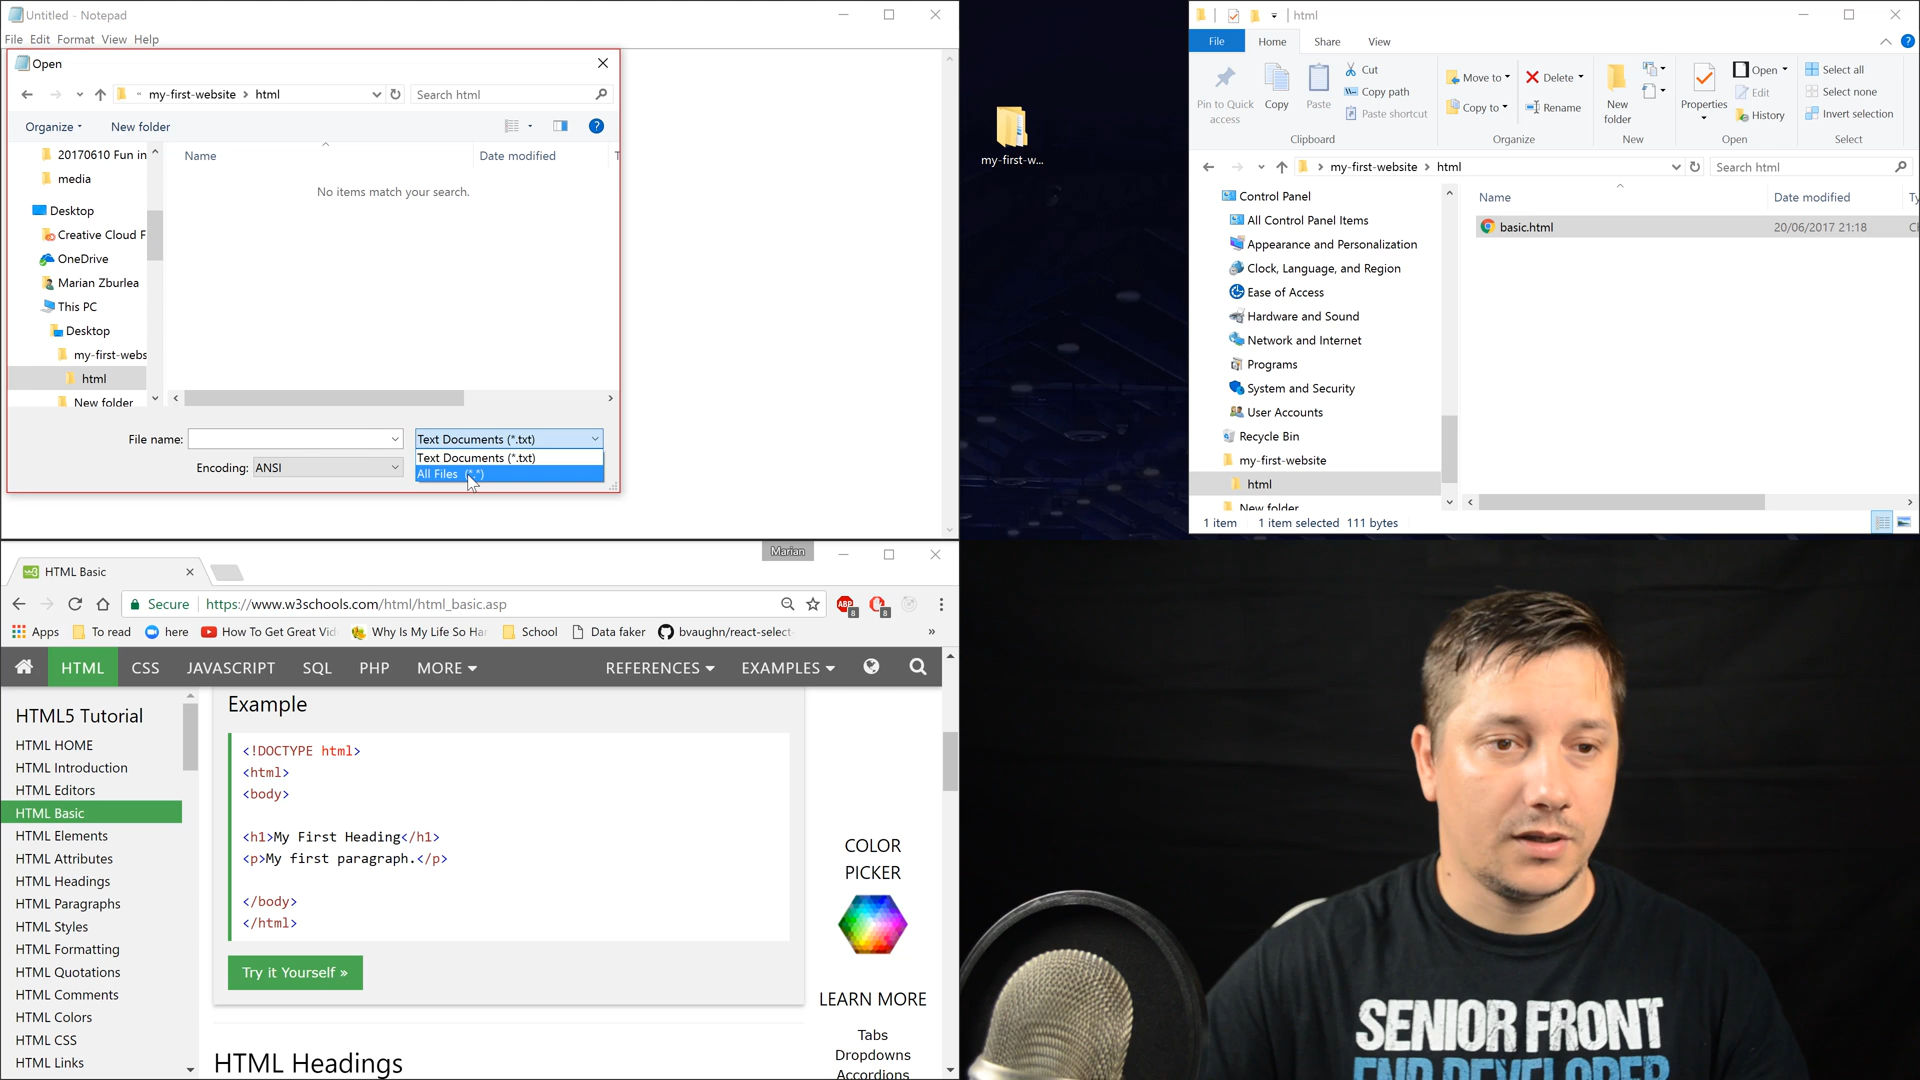 Untitled - Notepad
File Edit Format View Help
Open
« my-first-website › html
Search html
Organize
New folder
Name
Date modified
No items match your search.
20170610 Fun in
media
Desktop
Creative Cloud F
OneDrive
Marian Zburlea
This PC
Desktop
my-first-webs
html
New folder
File name:
Text Documents (*.txt)
Text Documents (*.txt)
All Files (*.*)
Encoding: ANSI
html
File Home Share View
Pin to Quick access
Copy
Paste
Cut
Copy path
Paste shortcut
Clipboard
Move to
Copy to
Delete
Rename
Organize
New folder
New
Properties
Open
Edit
History
Open
Select all
Select none
Invert selection
Select
my-first-website › html
Search html
Control Panel
All Control Panel Items
Appearance and Personalization
Clock, Language, and Region
Ease of Access
Hardware and Sound
Network and Internet
Programs
System and Security
User Accounts
Recycle Bin
my-first-website
html
New folder
Name
Date modified
Ty
basic.html
20/06/2017 21:18
1 item 1 item selected 111 bytes
my-first-w...
Marian
HTML Basic
Secure https://www.w3schools.com/html/html_basic.asp
ABP
8
8
Apps To read here How To Get Great Vid Why Is My Life So Ha School Data faker bvaughn/react-select- »
HTML CSS JAVASCRIPT SQL PHP MORE REFERENCES EXAMPLES
HTML5 Tutorial
HTML HOME
HTML Introduction
HTML Editors
HTML Basic
HTML Elements
HTML Attributes
HTML Headings
HTML Paragraphs
HTML Styles
HTML Formatting
HTML Quotations
HTML Comments
HTML Colors
HTML CSS
HTML Links
Example
<!DOCTYPE html>
<html>
<body>
<h1>My First Heading</h1>
<p>My first paragraph.</p>
</body>
</html>
Try it Yourself »
HTML Headings
COLOR
PICKER
LEARN MORE
Tabs
Dropdowns
Accordions
SENIOR FRONT
END DEVELOPER